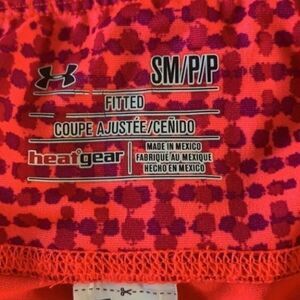 SM/P/P
FITTED
COUPE AJUSTÉE/CEÑIDO
heatgear
MADE IN MEXICO
FABRIQUÉ AU MEXIQUE
HECHO EN MEXICO